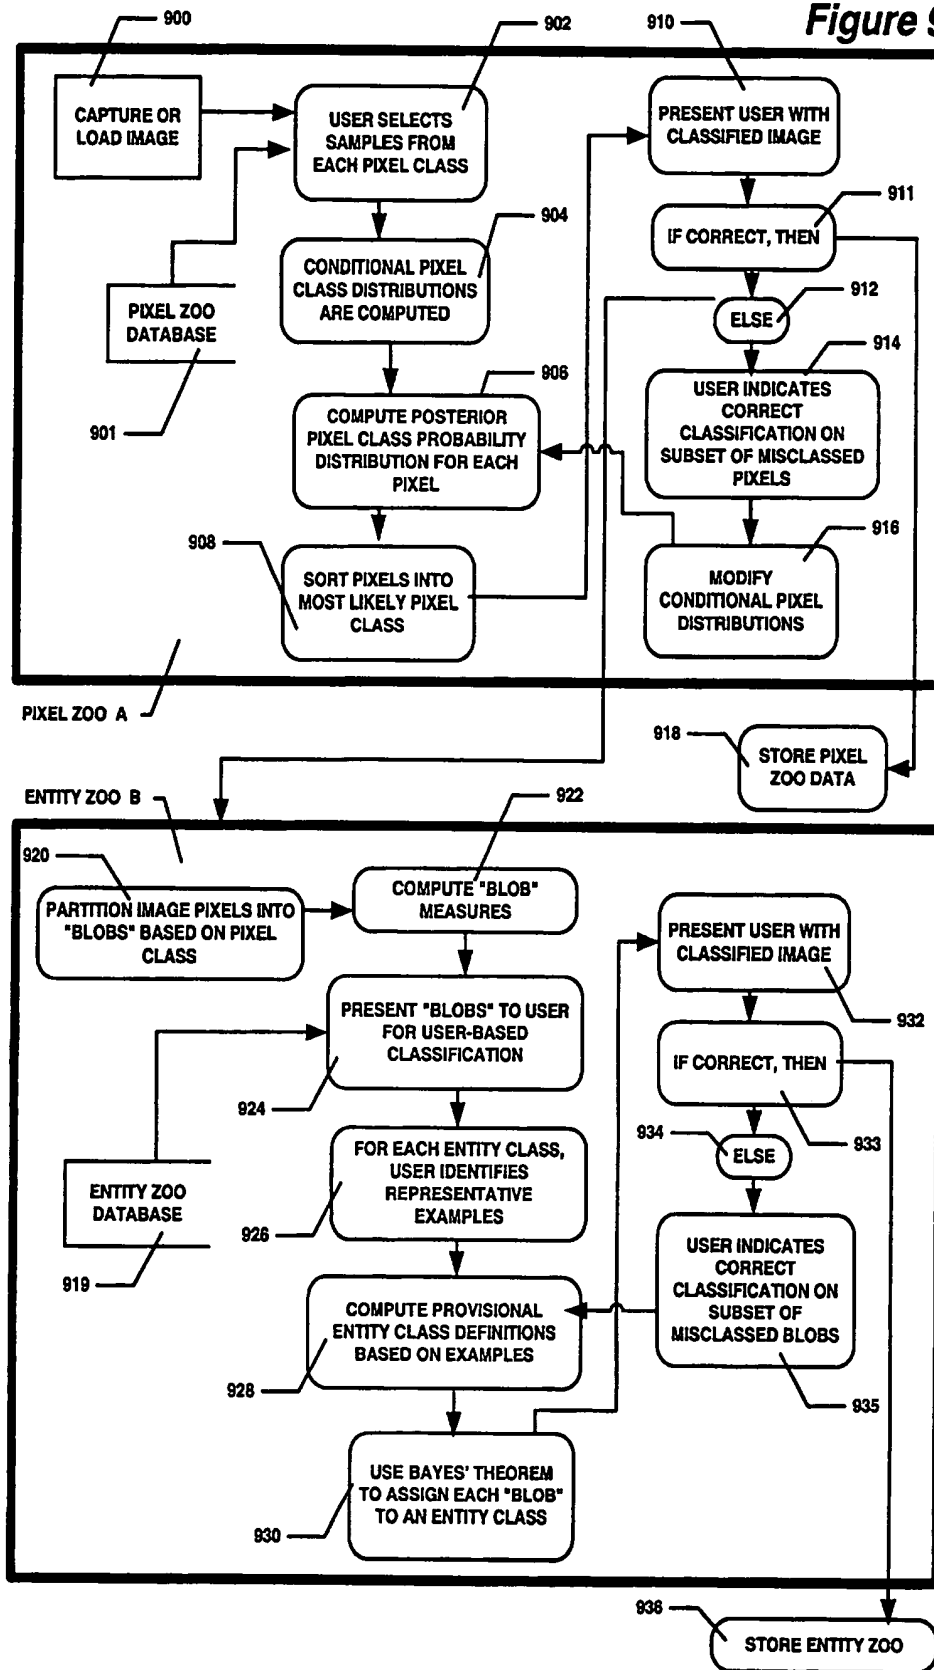 Figure 9
900
902
910
CAPTURE OR
LOAD IMAGE
USER SELECTS
SAMPLES FROM
EACH PIXEL CLASS
PRESENT USER WITH
CLASSIFIED IMAGE
911
904
IF CORRECT, THEN
CONDITIONAL PIXEL
CLASS DISTRIBUTIONS
ARE COMPUTED
PIXEL ZOO
DATABASE
912
ELSE
914
901
906
USER INDICATES
CORRECT
CLASSIFICATION ON
SUBSET OF MISCLASSED
PIXELS
COMPUTE POSTERIOR
PIXEL CLASS PROBABILITY
DISTRIBUTION FOR EACH
PIXEL
916
908
SORT PIXELS INTO
MOST LIKELY PIXEL
CLASS
MODIFY
CONDITIONAL PIXEL
DISTRIBUTIONS
PIXEL ZOO A
918
STORE PIXEL
ZOO DATA
ENTITY ZOO B
922
920
PARTITION IMAGE PIXELS INTO
"BLOBS" BASED ON PIXEL
CLASS
COMPUTE "BLOB"
MEASURES
PRESENT USER WITH
CLASSIFIED IMAGE
932
PRESENT "BLOBS" TO USER
FOR USER-BASED
CLASSIFICATION
924
IF CORRECT, THEN
933
934
ELSE
FOR EACH ENTITY CLASS,
USER IDENTIFIES
REPRESENTATIVE
EXAMPLES
926
ENTITY ZOO
DATABASE
919
USER INDICATES
CORRECT
CLASSIFICATION ON
SUBSET OF
MISCLASSED BLOBS
935
COMPUTE PROVISIONAL
ENTITY CLASS DEFINITIONS
BASED ON EXAMPLES
928
USE BAYES' THEOREM
TO ASSIGN EACH "BLOB"
TO AN ENTITY CLASS
930
936
STORE ENTITY ZOO